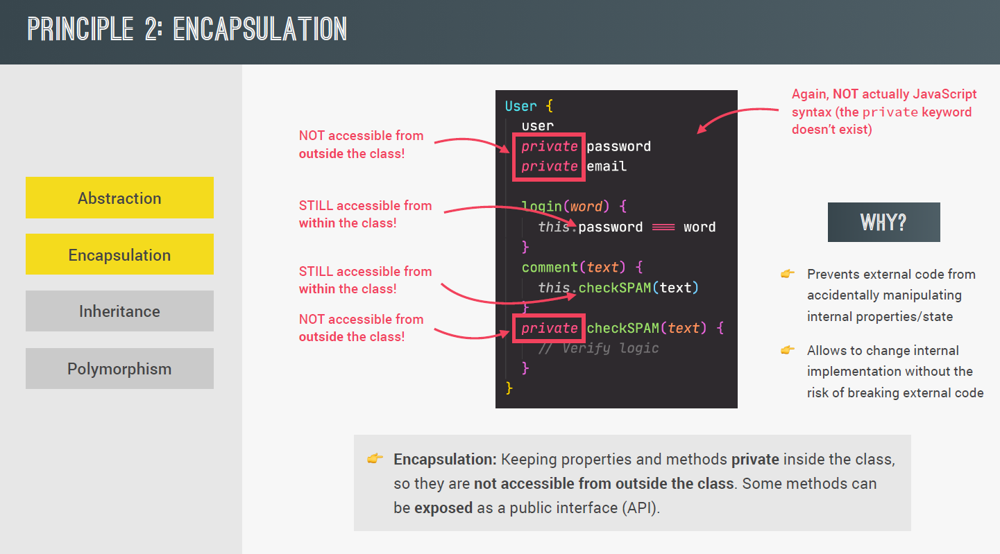 PRINCIPLE 2: ENCAPSULATION
Abstraction
Encapsulation
Inheritance
Polymorphism
NOT accessible from
outside the class!
STILL accessible from
within the class!
STILL accessible from
within the class!
NOT accessible from
outside the class!
User {
user
private password
private email
login(word) {
this.password === word
}
comment(text) {
this.checkSPAM(text)
}
private checkSPAM(text) {
// Verify logic
}
}
Again, NOT actually JavaScript
syntax (the private keyword
doesn’t exist)
WHY?
👉 Prevents external code from
accidentally manipulating
internal properties/state
👉 Allows to change internal
implementation without the
risk of breaking external code
👉 Encapsulation: Keeping properties and methods private inside the class,
so they are not accessible from outside the class. Some methods can
be exposed as a public interface (API).